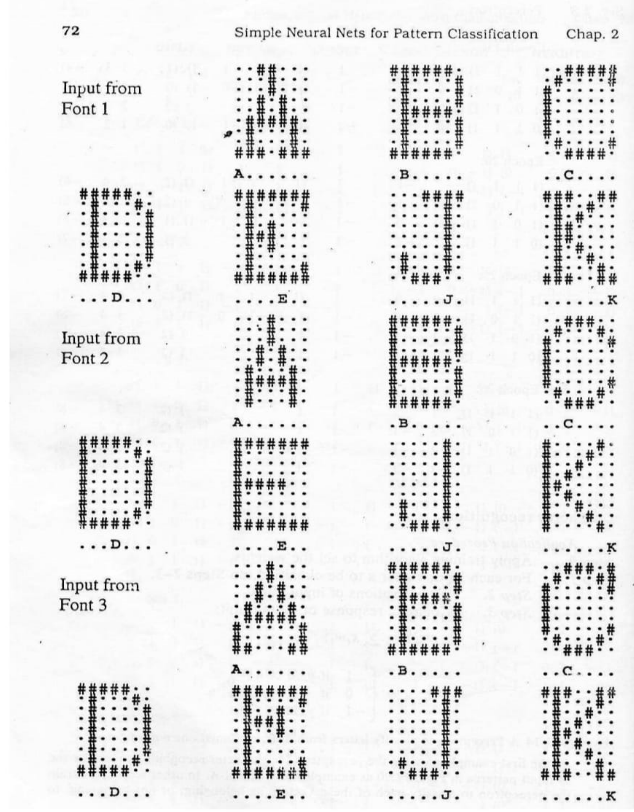 72 Simple Neural Nets for Pattern Classification Chap. 2
Input from
Font 1
A B C
D E J K
Input from
Font 2
A B C
D E J K
Input from
Font 3
A B C
D E J K